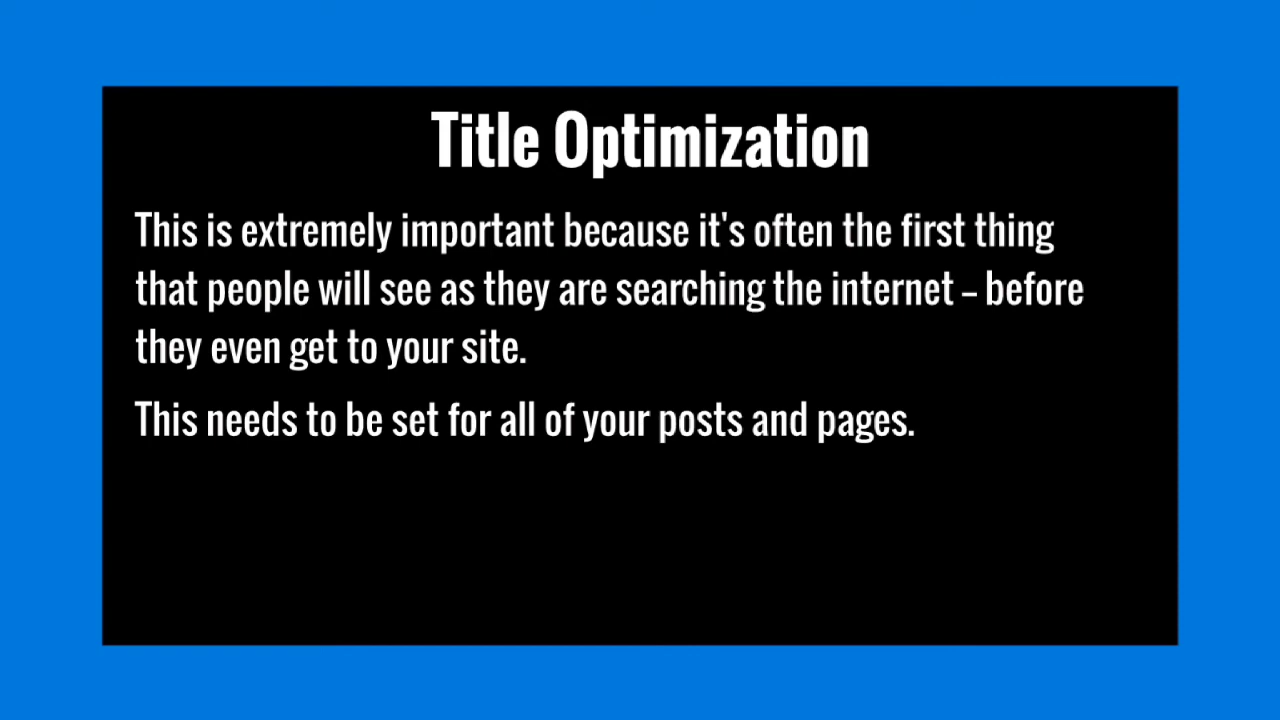 Title Optimization
This is extremely important because it's often the first thing
that people will see as they are searching the internet – before
they even get to your site.
This needs to be set for all of your posts and pages.